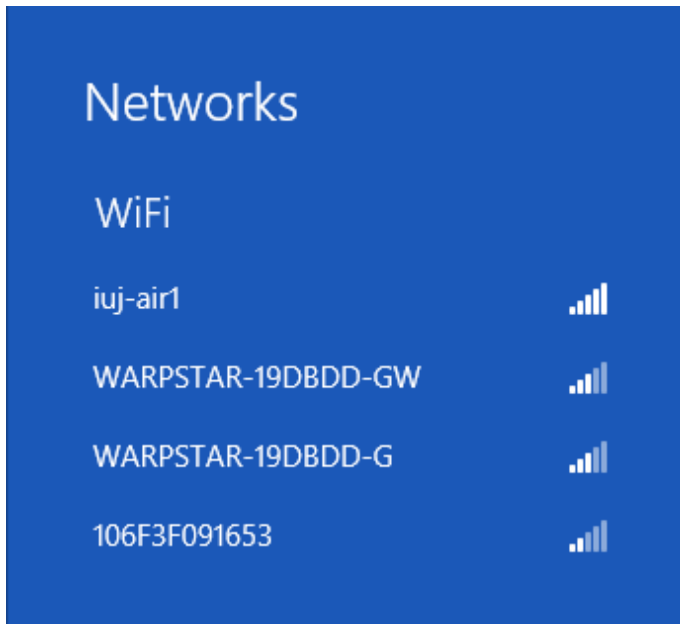 Networks
WiFi
iuj-air1
WARPSTAR-19DBDD-GW
WARPSTAR-19DBDD-G
106F3F091653